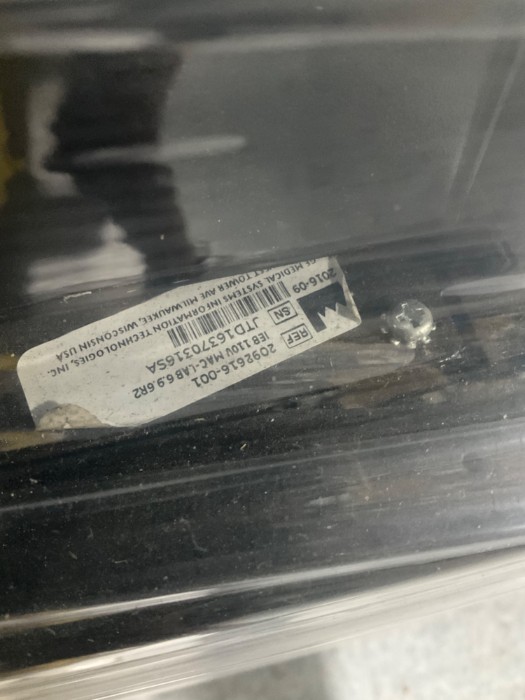 2092616-001
IEB 110V MAC-LAB 6.9.6R2
REF
SN
JTD16370316SA
2016-09
GE MEDICAL SYSTEMS INFORMATION TECHNOLOGIES, INC.
TOWER AVE MILWAUKEE, WISCONSIN USA